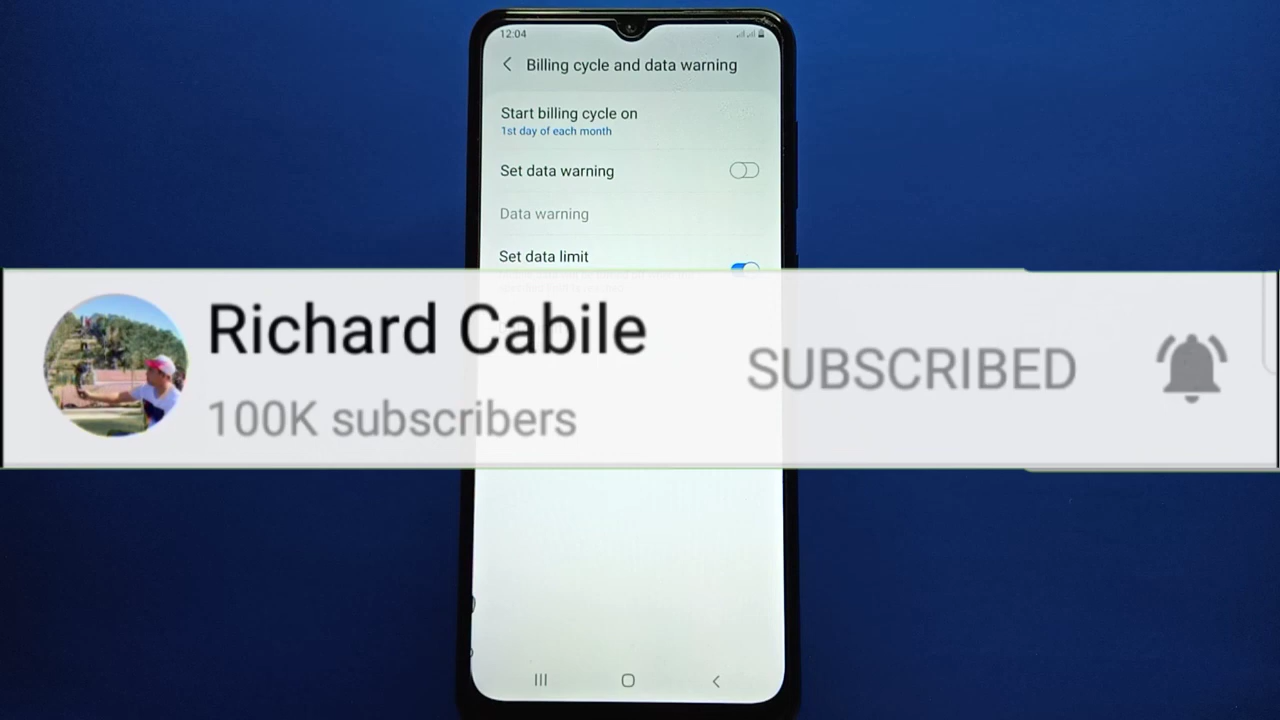 12:04
Billing cycle and data warning
Start billing cycle on
1st day of each month
Set data warning
Data warning
Set data limit
Richard Cabile
SUBSCRIBED
100K subscribers